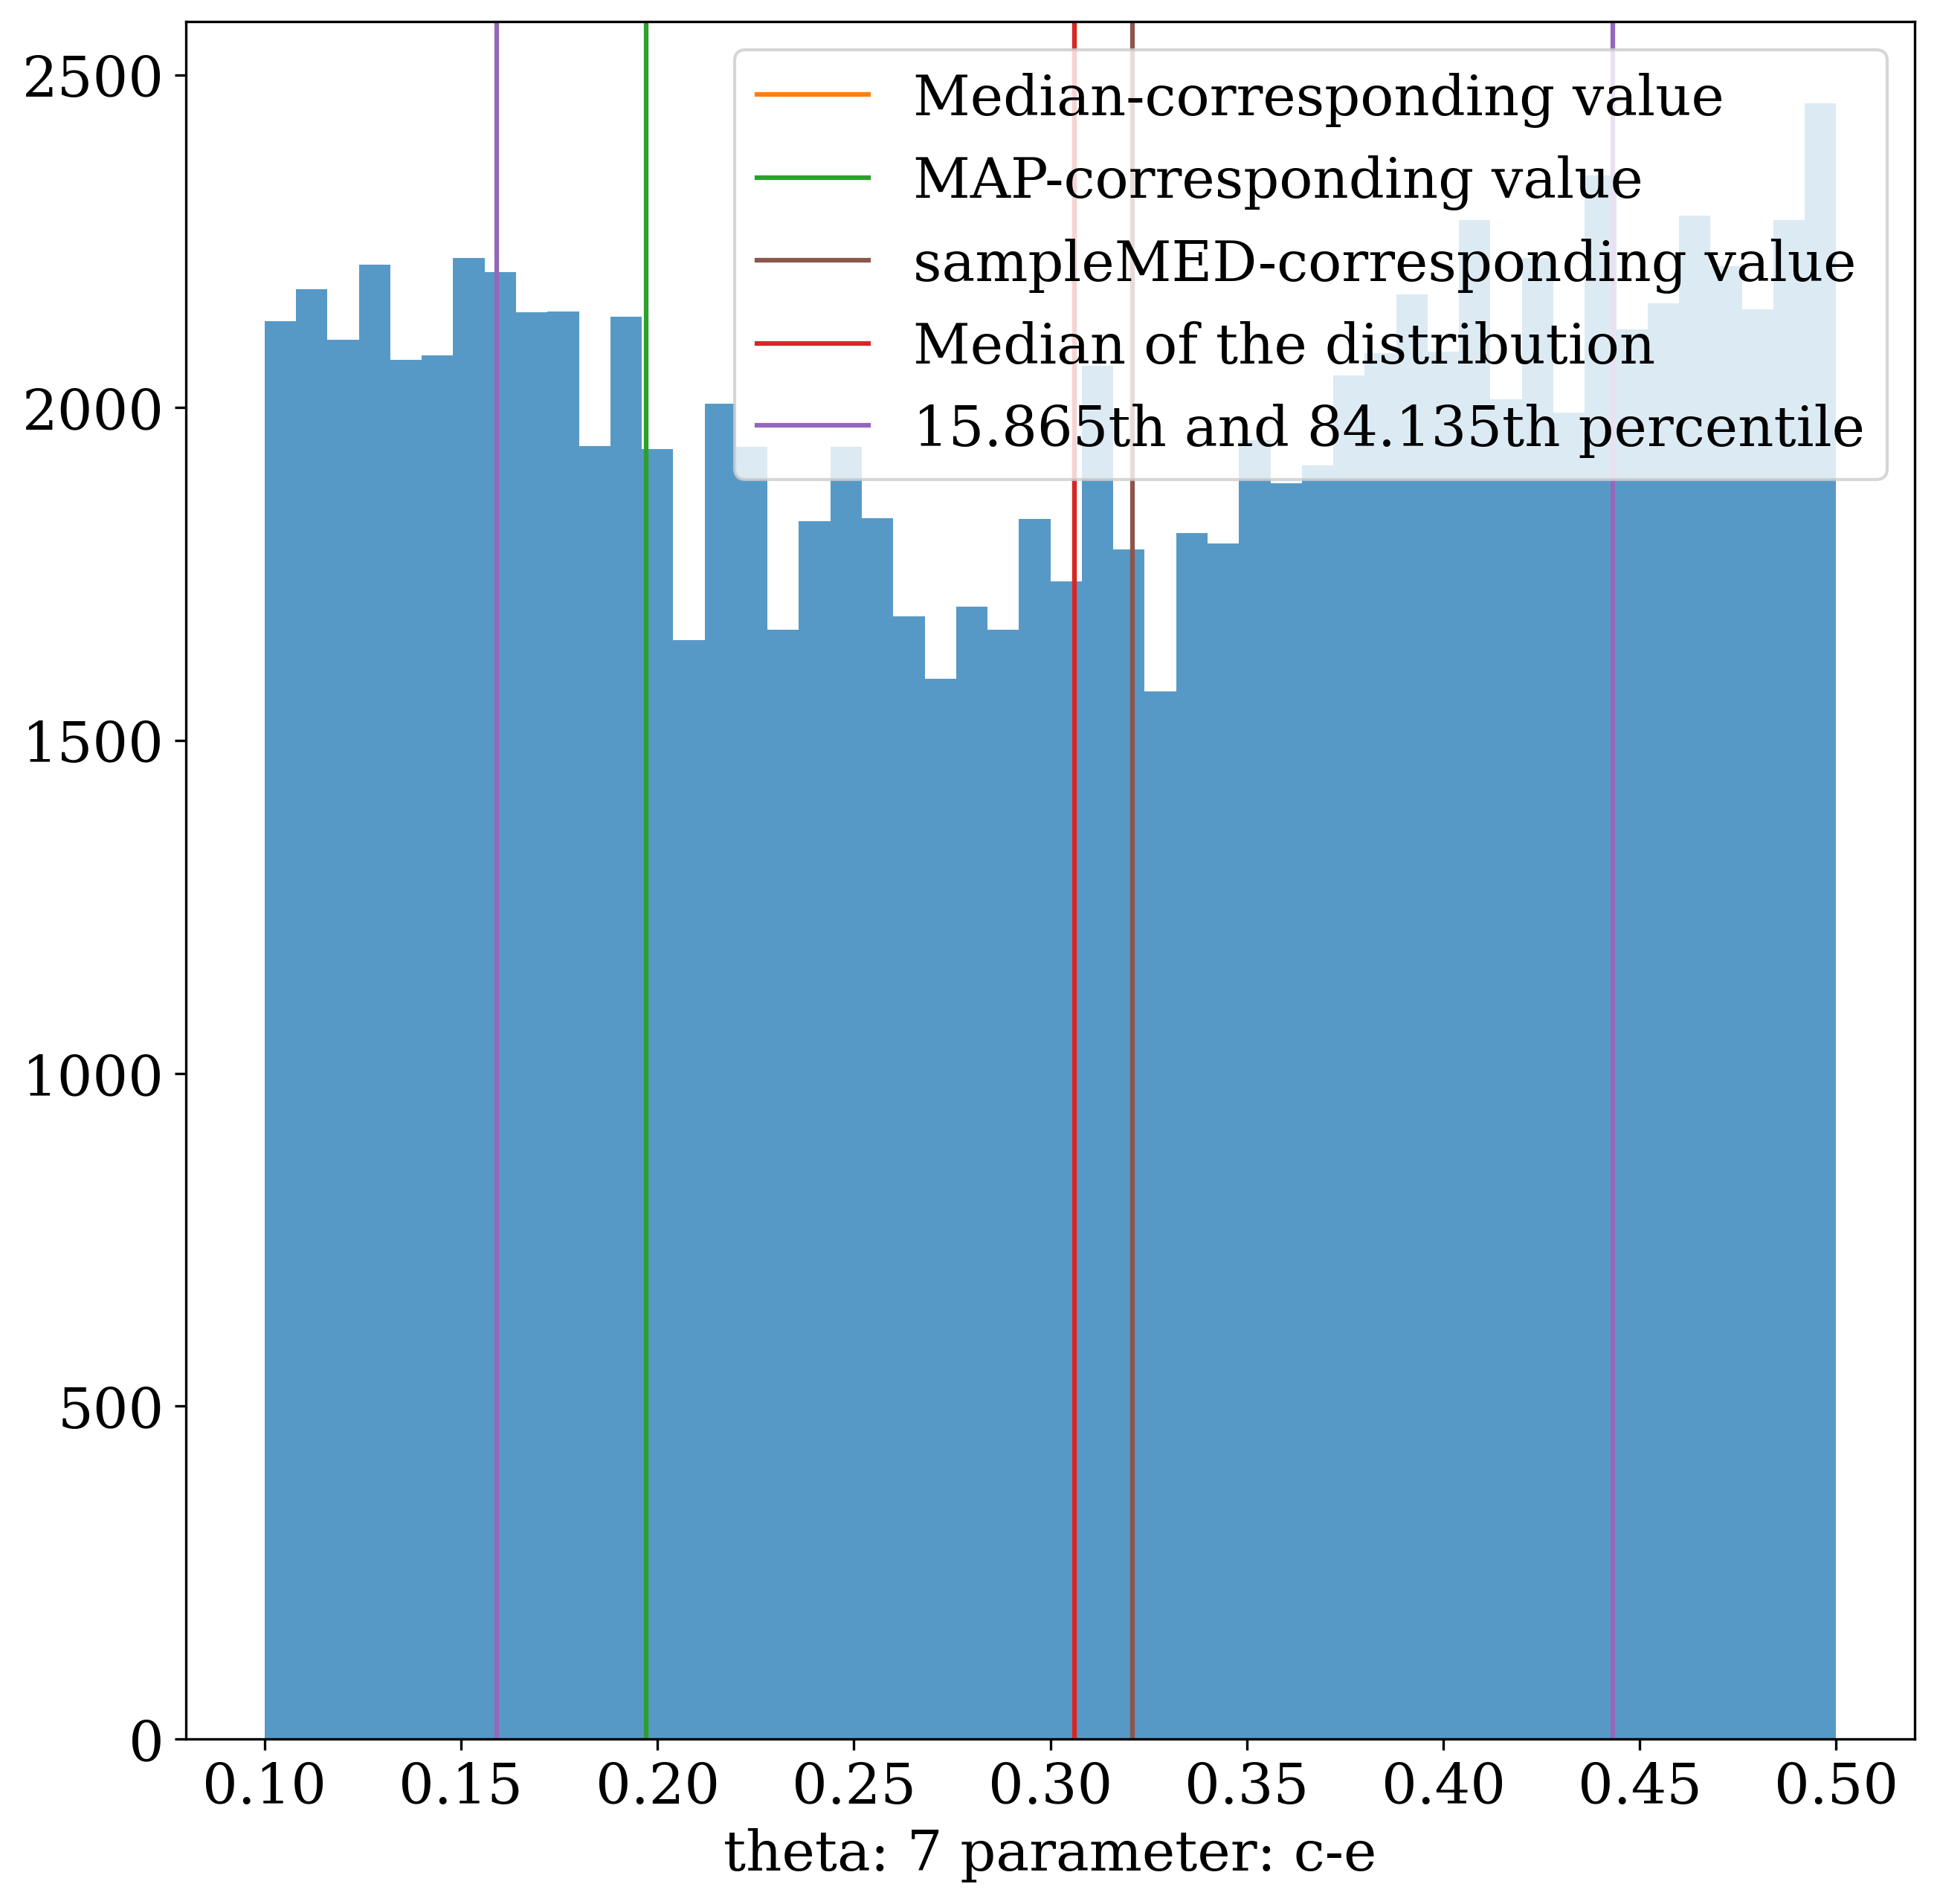 2500
2000
1500
1000
500
0
Median-corresponding value
MAP-corresponding value
sampleMED-corresponding value
Median of the distribution
15.865th and 84.135th percentile
0.10 0.15 0.20 0.25 0.30 0.35 0.40 0.45 0.50
theta: 7 parameter: c-e